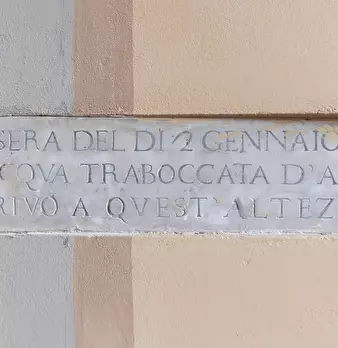 SERA DEL DI 2 GENNAIO
CQVA TRABOCCATA D'A
RIVÒ A QVEST'ALTEZ